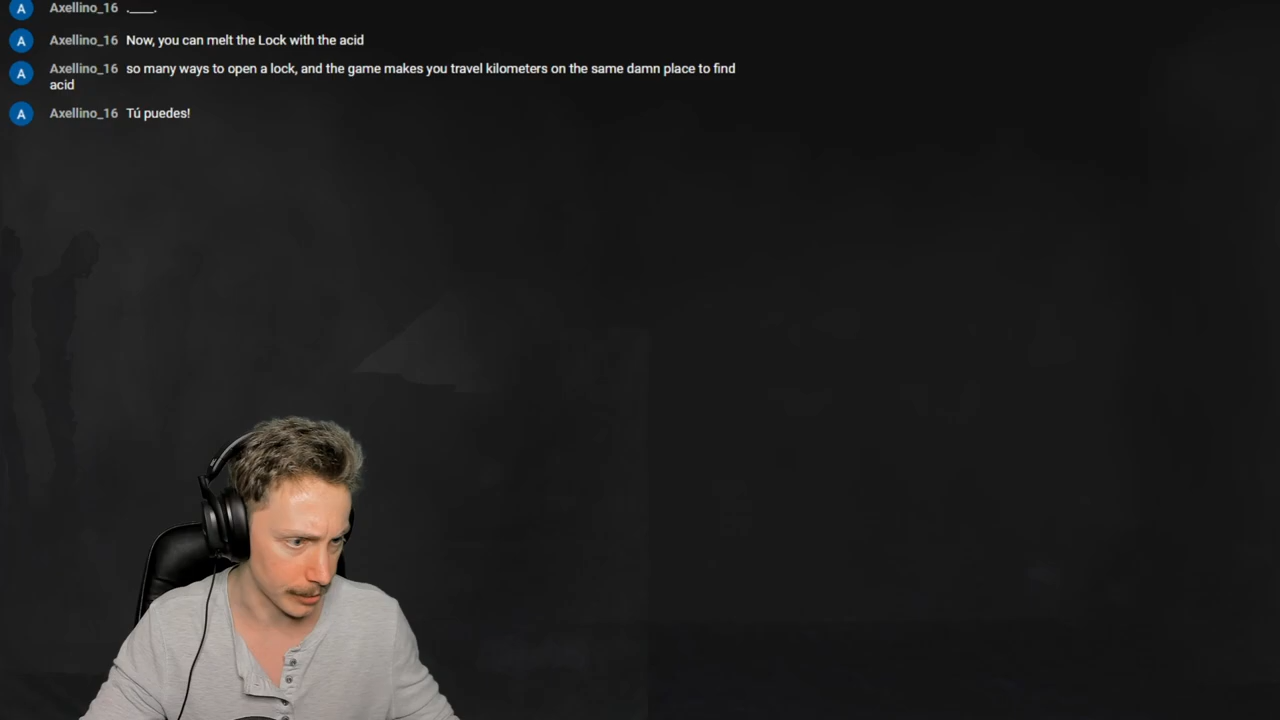 A Axellino_16 .____.
A Axellino_16 Now, you can melt the Lock with the acid
A Axellino_16 so many ways to open a lock, and the game makes you travel kilometers on the same damn place to find
acid
A Axellino_16 Tú puedes!